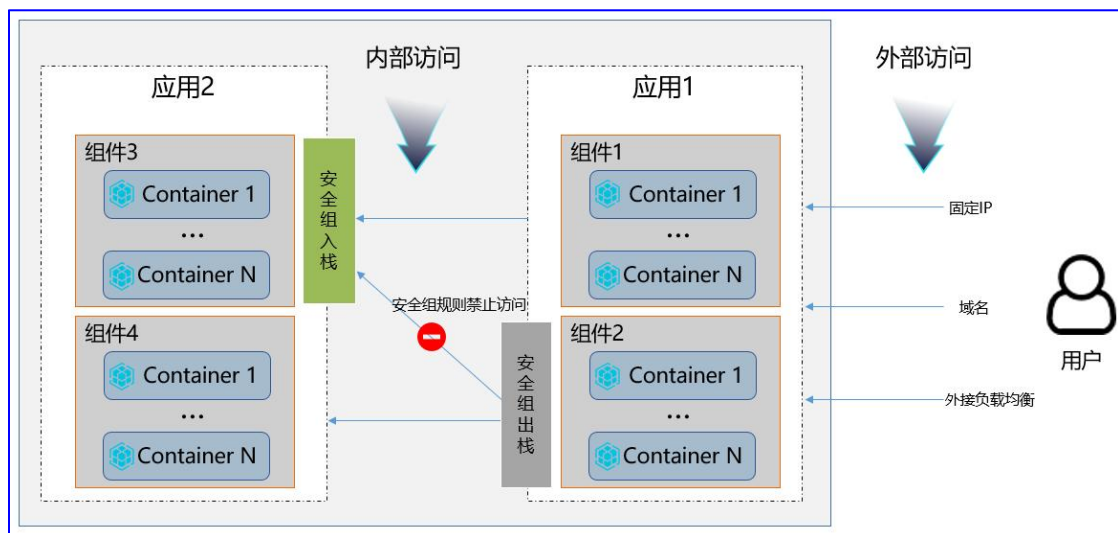 内部访问
外部访问
应用2
应用1
组件3
Container 1
...
Container N
安全组入栈
组件1
Container 1
...
Container N
固定IP
安全组规则禁止访问
域名
用户
组件4
Container 1
...
Container N
安全组出栈
组件2
Container 1
...
Container N
外接负载均衡